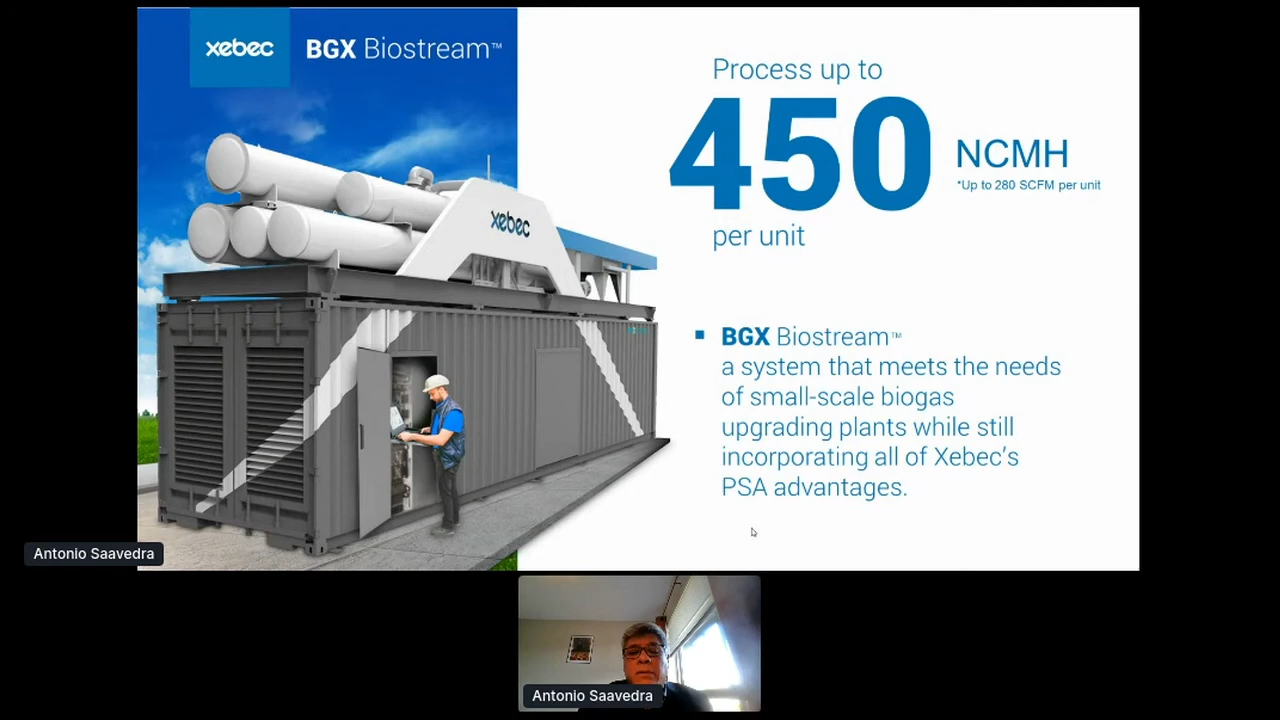 xebec BGX Biostream™
Process up to
450 NCMH
*Up to 280 SCFM per unit
per unit
xebec
BGX Biostream™
a system that meets the needs
of small-scale biogas
upgrading plants while still
incorporating all of Xebec's
PSA advantages.
Antonio Saavedra
Antonio Saavedra